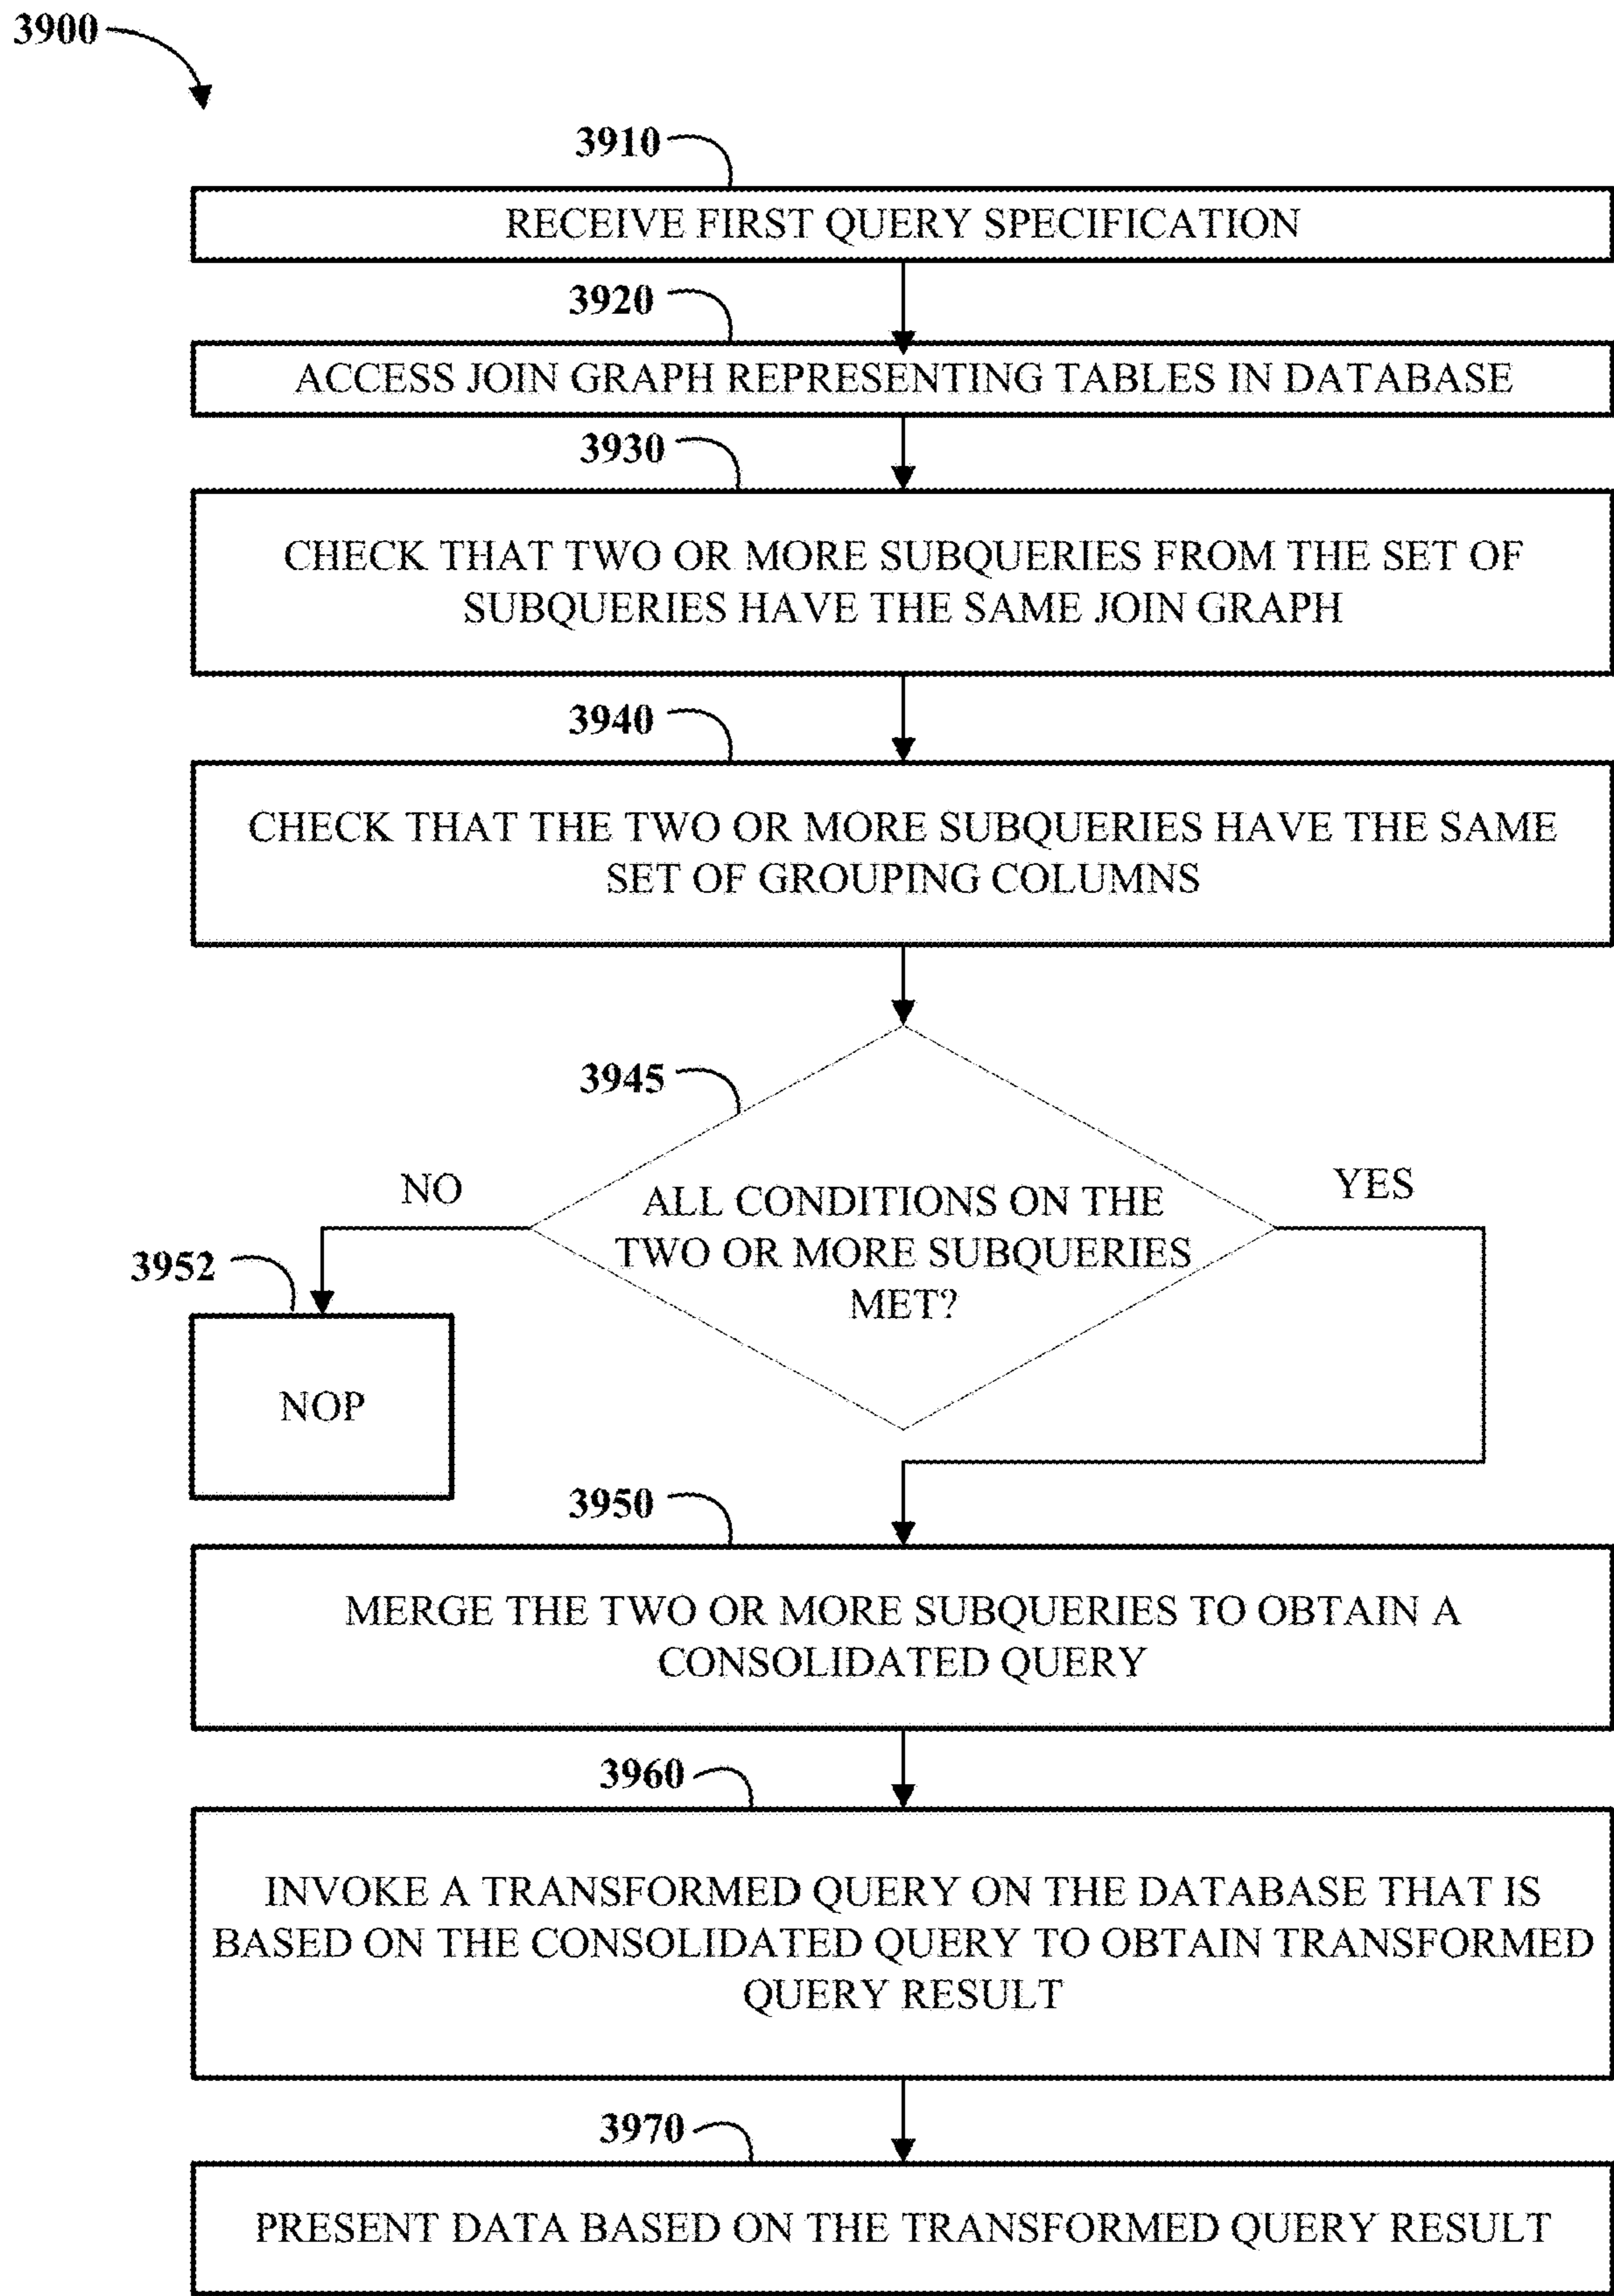 3900
3910
RECEIVE FIRST QUERY SPECIFICATION
3920
ACCESS JOIN GRAPH REPRESENTING TABLES IN DATABASE
3930
CHECK THAT TWO OR MORE SUBQUERIES FROM THE SET OF
SUBQUERIES HAVE THE SAME JOIN GRAPH
3940
CHECK THAT THE TWO OR MORE SUBQUERIES HAVE THE SAME
SET OF GROUPING COLUMNS
3945
NO
YES
ALL CONDITIONS ON THE
TWO OR MORE SUBQUERIES
MET?
3952
NOP
3950
MERGE THE TWO OR MORE SUBQUERIES TO OBTAIN A
CONSOLIDATED QUERY
3960
INVOKE A TRANSFORMED QUERY ON THE DATABASE THAT IS
BASED ON THE CONSOLIDATED QUERY TO OBTAIN TRANSFORMED
QUERY RESULT
3970
PRESENT DATA BASED ON THE TRANSFORMED QUERY RESULT